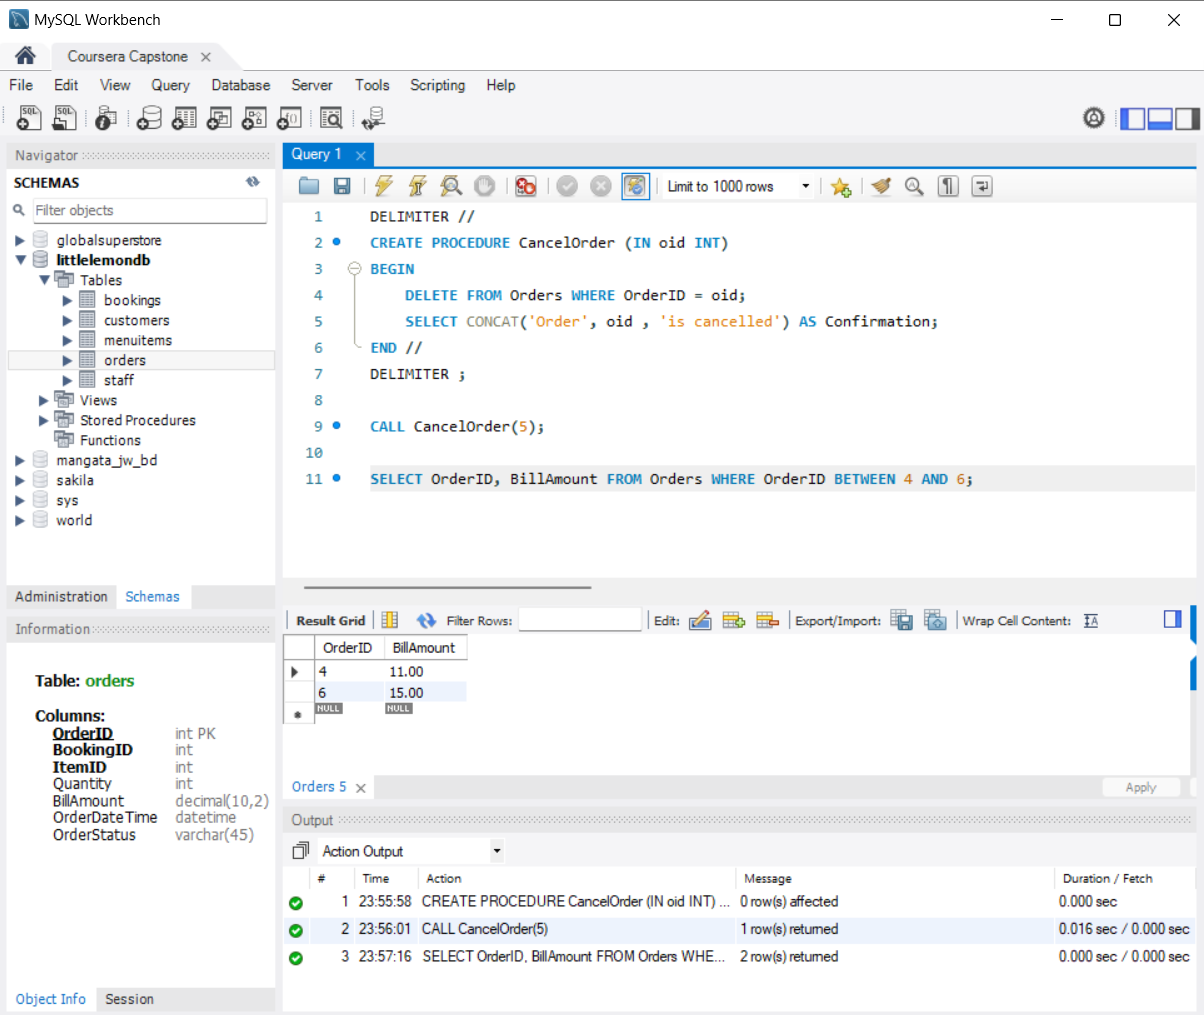 MySQL Workbench
Coursera Capstone
File Edit View Query Database Server Tools Scripting Help
Navigator
SCHEMAS
Filter objects
globalsuperstore
littlelemondb
Tables
bookings
customers
menuitems
orders
staff
Views
Stored Procedures
Functions
mangata_jw_bd
sakila
sys
world
Administration Schemas
Information
Table: orders
Columns:
OrderID int PK
BookingID int
ItemID int
Quantity int
BillAmount decimal(10,2)
OrderDateTime datetime
OrderStatus varchar(45)
Object Info Session
Query 1
Limit to 1000 rows
1 DELIMITER //
2 CREATE PROCEDURE CancelOrder (IN oid INT)
3 BEGIN
4 DELETE FROM Orders WHERE OrderID = oid;
5 SELECT CONCAT('Order', oid , 'is cancelled') AS Confirmation;
6 END //
7 DELIMITER ;
8
9 CALL CancelOrder(5);
10
11 SELECT OrderID, BillAmount FROM Orders WHERE OrderID BETWEEN 4 AND 6;
Result Grid Filter Rows: Edit: Export/Import: Wrap Cell Content:
OrderID BillAmount
4 11.00
6 15.00
NULL NULL
Orders 5 Apply
Output
Action Output
# Time Action Message Duration / Fetch
1 23:55:58 CREATE PROCEDURE CancelOrder (IN oid INT) ... 0 row(s) affected 0.000 sec
2 23:56:01 CALL CancelOrder(5) 1 row(s) returned 0.016 sec / 0.000 sec
3 23:57:16 SELECT OrderID, BillAmount FROM Orders WHE... 2 row(s) returned 0.000 sec / 0.000 sec